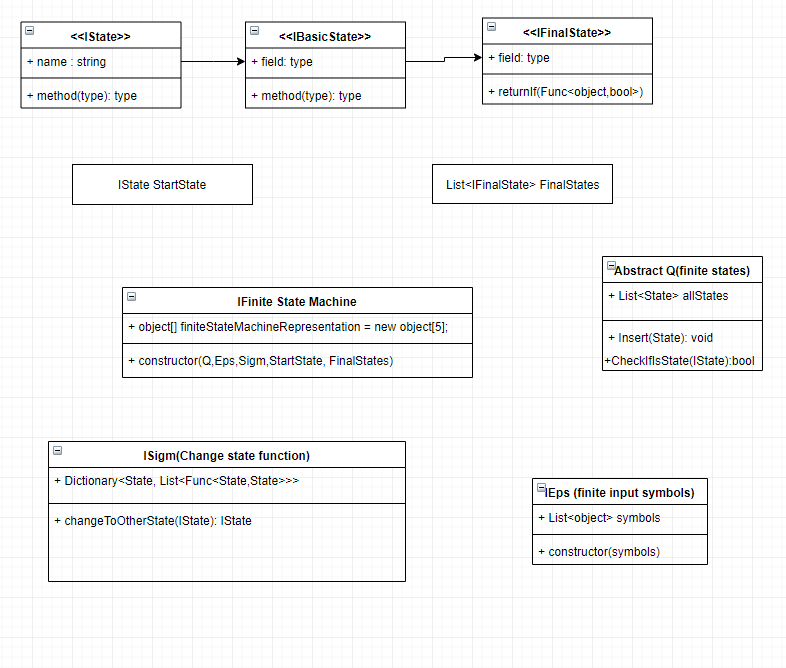 <<IState>>
+ name : string
+ method(type): type
<<IBasicState>>
+ field: type
+ method(type): type
<<IFinalState>>
+ field: type
+ returnIf(Func<object,bool>)
IState StartState
List<IFinalState> FinalStates
Abstract Q(finite states)
+ List<State> allStates
+ Insert(State): void
+CheckIfIsState(IState):bool
IFinite State Machine
+ object[] finiteStateMachineRepresentation = new object[5];
+ constructor(Q,Eps,Sigm,StartState, FinalStates)
ISigm(Change state function)
+ Dictionary<State, List<Func<State,State>>>
+ changeToOtherState(IState): IState
IEps (finite input symbols)
+ List<object> symbols
+ constructor(symbols)